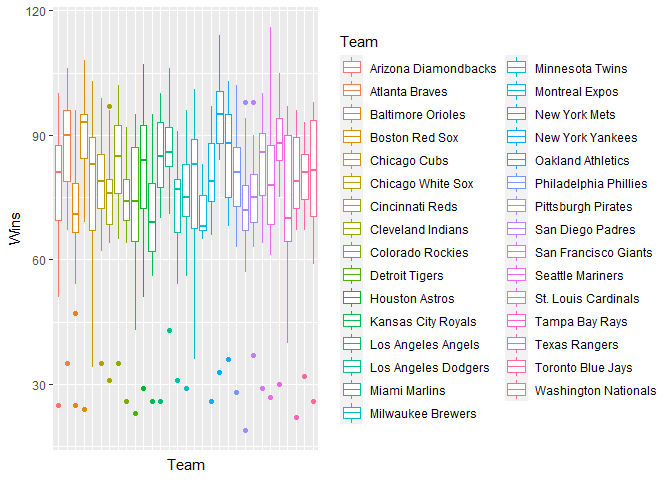 120
90
60
30
Wins
Team
Team
Arizona Diamondbacks
Atlanta Braves
Baltimore Orioles
Boston Red Sox
Chicago Cubs
Chicago White Sox
Cincinnati Reds
Cleveland Indians
Colorado Rockies
Detroit Tigers
Houston Astros
Kansas City Royals
Los Angeles Angels
Los Angeles Dodgers
Miami Marlins
Milwaukee Brewers
Minnesota Twins
Montreal Expos
New York Mets
New York Yankees
Oakland Athletics
Philadelphia Phillies
Pittsburgh Pirates
San Diego Padres
San Francisco Giants
Seattle Mariners
St. Louis Cardinals
Tampa Bay Rays
Texas Rangers
Toronto Blue Jays
Washington Nationals